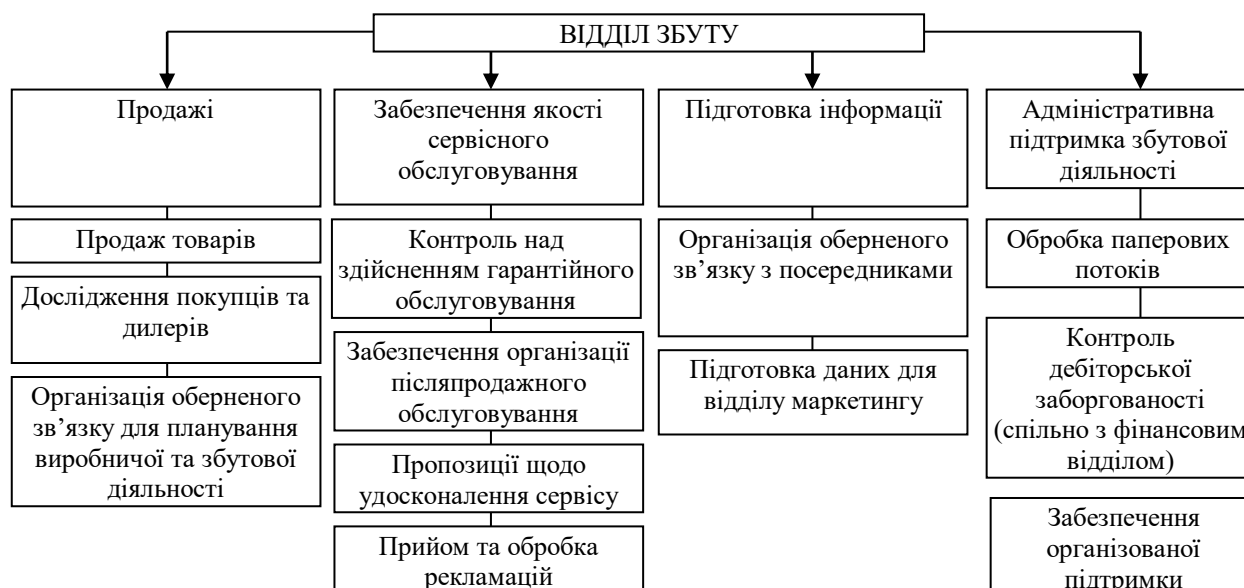 ВІДДІЛ ЗБУТУ
Продажі
Продаж товарів
Дослідження покупців та
дилерів
Організація оберненого
зв’язку для планування
виробничої та збутової
діяльності
Забезпечення якості
сервісного
обслуговування
Контроль над
здійсненням гарантійного
обслуговування
Забезпечення організації
післяпродажного
обслуговування
Пропозиції щодо
удосконалення сервісу
Прийом та обробка
рекламацій
Підготовка інформації
Організація оберненого
зв’язку з посередниками
Підготовка даних для
відділу маркетингу
Адміністративна
підтримка збутової
діяльності
Обробка паперових
потоків
Контроль
дебіторської
заборгованості
(спільно з фінансовим
відділом)
Забезпечення
організованої
підтримки